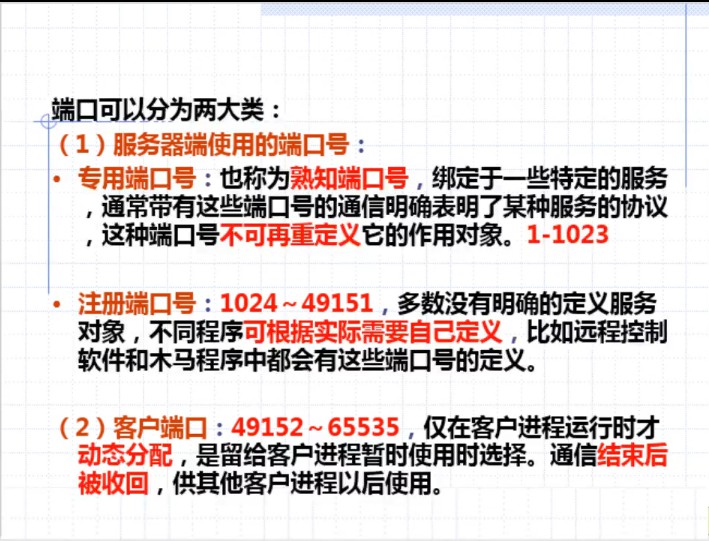 端口可以分为两大类：
（1）服务器端使用的端口号：
• 专用端口号：也称为熟知端口号，绑定于一些特定的服务
，通常带有这些端口号的通信明确表明了某种服务的协议
，这种端口号不可再重定义它的作用对象。1-1023
• 注册端口号：1024～49151，多数没有明确的定义服务
对象，不同程序可根据实际需要自己定义，比如远程控制
软件和木马程序中都会有这些端口号的定义。
（2）客户端口：49152～65535，仅在客户进程运行时才
动态分配，是留给客户进程暂时使用时选择。通信结束后
被收回，供其他客户进程以后使用。